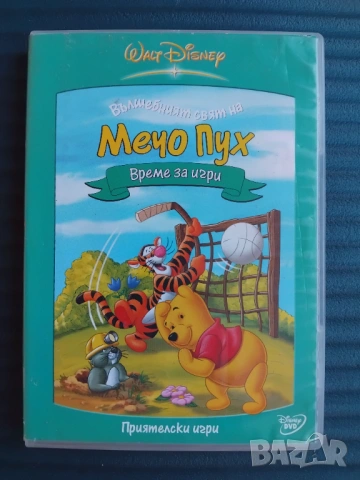 WALT DISNEY
Вълшебният свят на
Мечо Пух
Време за игри
Приятелски игри
Disney
DVD
BAZAR